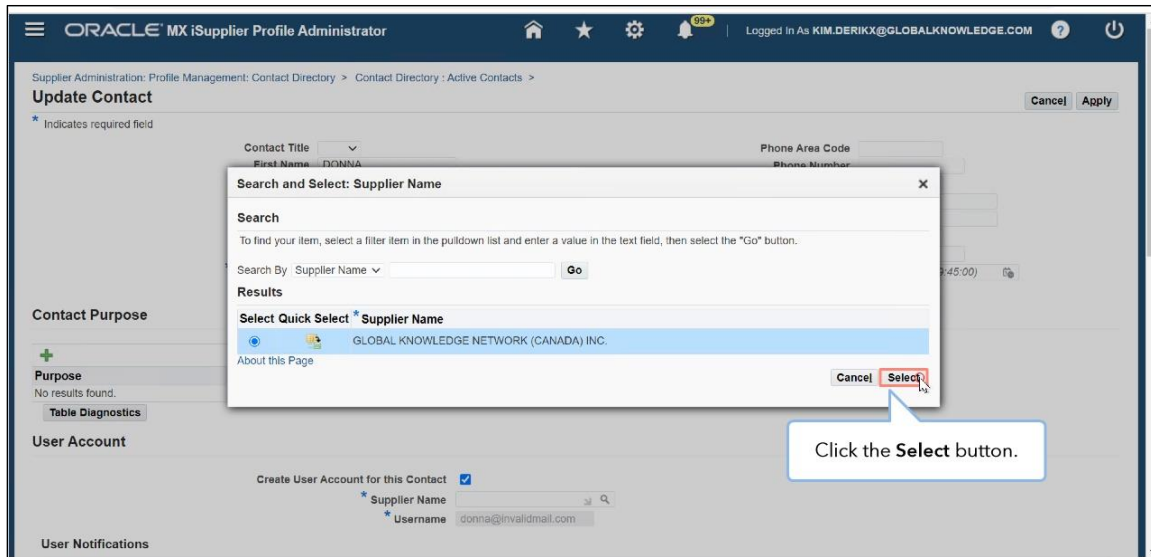 ORACLE MX iSupplier Profile Administrator
99+
Logged In As KIM.DERIKX@GLOBALKNOWLEDGE.COM
?
Supplier Administration: Profile Management: Contact Directory > Contact Directory : Active Contacts >
Update Contact
Cancel Apply
* Indicates required field
Contact Title
Phone Area Code
First Name DONNA
Phone Number
Search and Select: Supplier Name
Search
To find your item, select a filter item in the pulldown list and enter a value in the text field, then select the "Go" button.
Search By Supplier Name Go
:45:00)
Results
Select Quick Select * Supplier Name
GLOBAL KNOWLEDGE NETWORK (CANADA) INC.
About this Page
Cancel Select
Contact Purpose
Purpose
No results found.
Table Diagnostics
Click the Select button.
User Account
Create User Account for this Contact
* Supplier Name
* Username donna@invalidmail.com
User Notifications